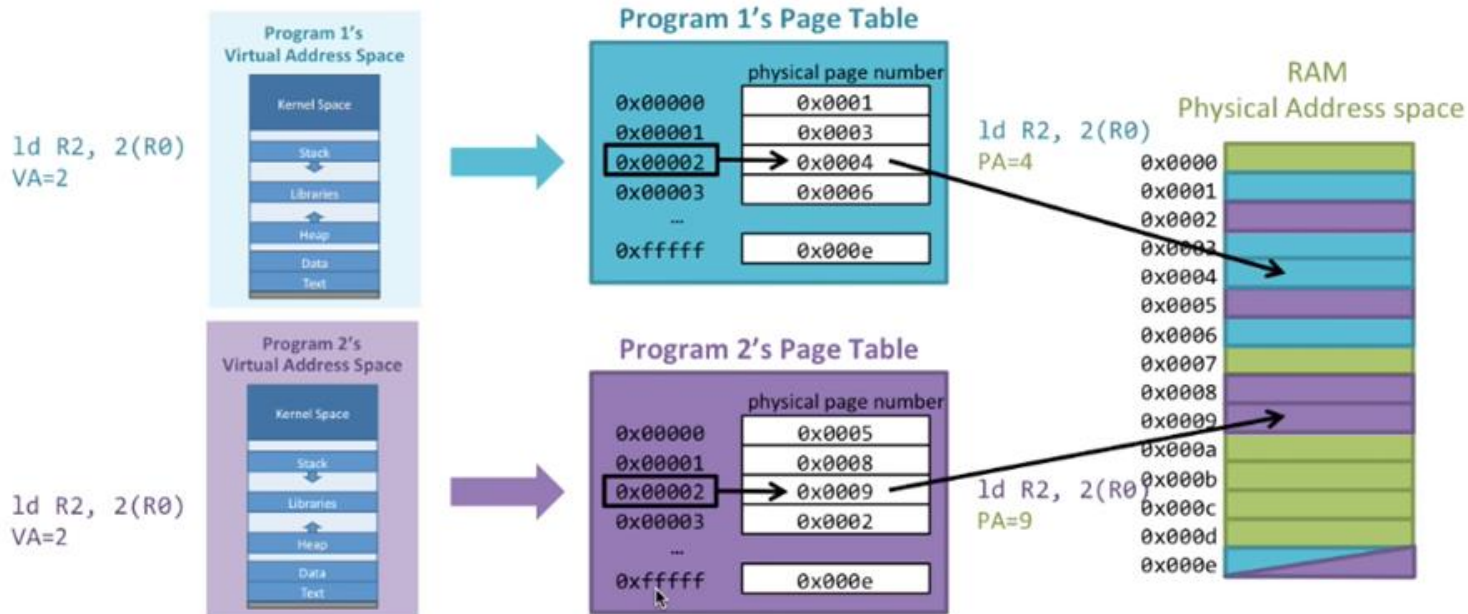 Program 1's
Virtual Address Space
Kernel Space
Stack
Libraries
Heap
Data
Text
ld R2, 2(R0)
VA=2
Program 1's Page Table
physical page number
0x00000 0x0001
0x00001 0x0003
0x00002 0x0004
0x00003 0x0006
...
0xfffff 0x000e
ld R2, 2(R0)
PA=4
Program 2's
Virtual Address Space
Kernel Space
Stack
Libraries
Heap
Data
Text
ld R2, 2(R0)
VA=2
Program 2's Page Table
physical page number
0x00000 0x0005
0x00001 0x0008
0x00002 0x0009
0x00003 0x0002
...
0xfffff 0x000e
ld R2, 2(R0)
PA=9
RAM
Physical Address space
0x0000
0x0001
0x0002
0x0003
0x0004
0x0005
0x0006
0x0007
0x0008
0x0009
0x000a
0x000b
0x000c
0x000d
0x000e